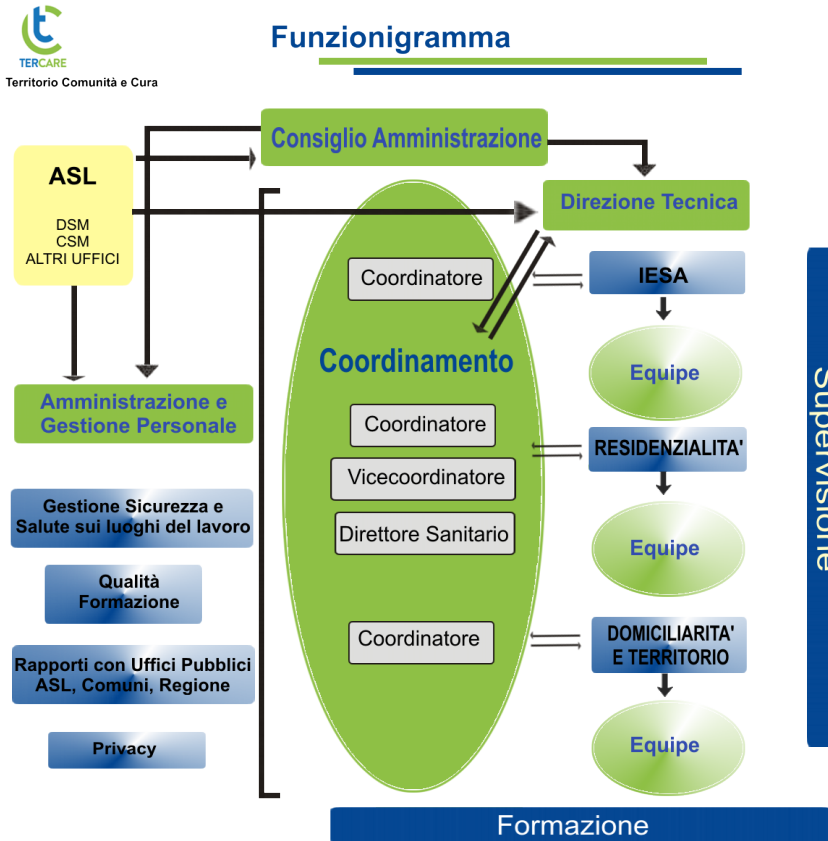 TERCARE
Territorio Comunità e Cura
Funzionigramma
Consiglio Amministrazione
ASL
DSM
CSM
ALTRI UFFICI
Direzione Tecnica
Coordinatore
IESA
Coordinamento
Equipe
Amministrazione e
Gestione Personale
Coordinatore
RESIDENZIALITA'
Vicecoordinatore
Gestione Sicurezza e
Salute sui luoghi del lavoro
Direttore Sanitario
Equipe
Qualità
Formazione
Coordinatore
DOMICILIARITA'
E TERRITORIO
Rapporti con Uffici Pubblici
ASL, Comuni, Regione
Privacy
Equipe
Supervisione
Formazione